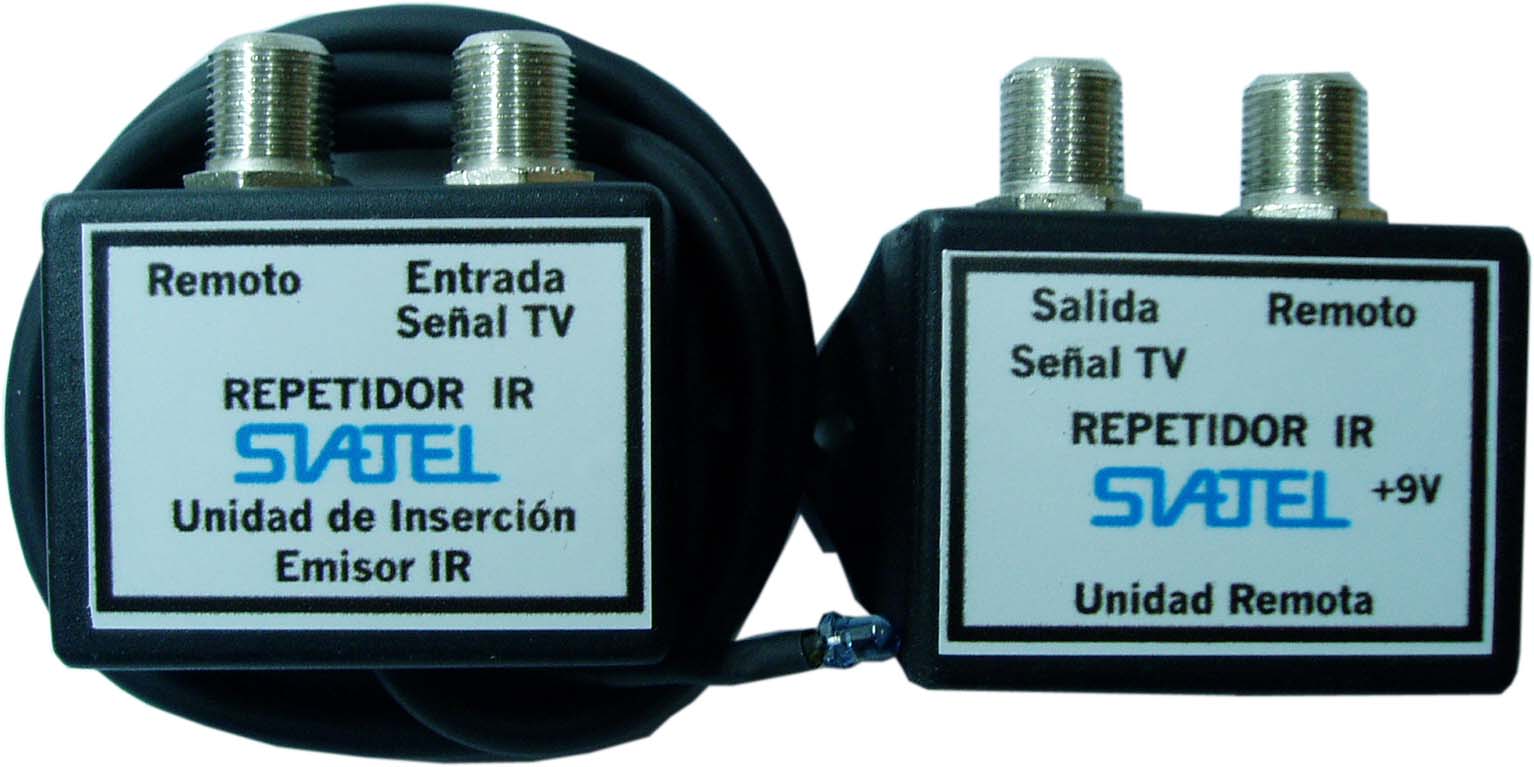 Remoto
Entrada
Señal TV
REPETIDOR IR
SIATEL
Unidad de Inserción
Emisor IR
Salida
Remoto
Señal TV
REPETIDOR IR
SIATEL +9V
Unidad Remota